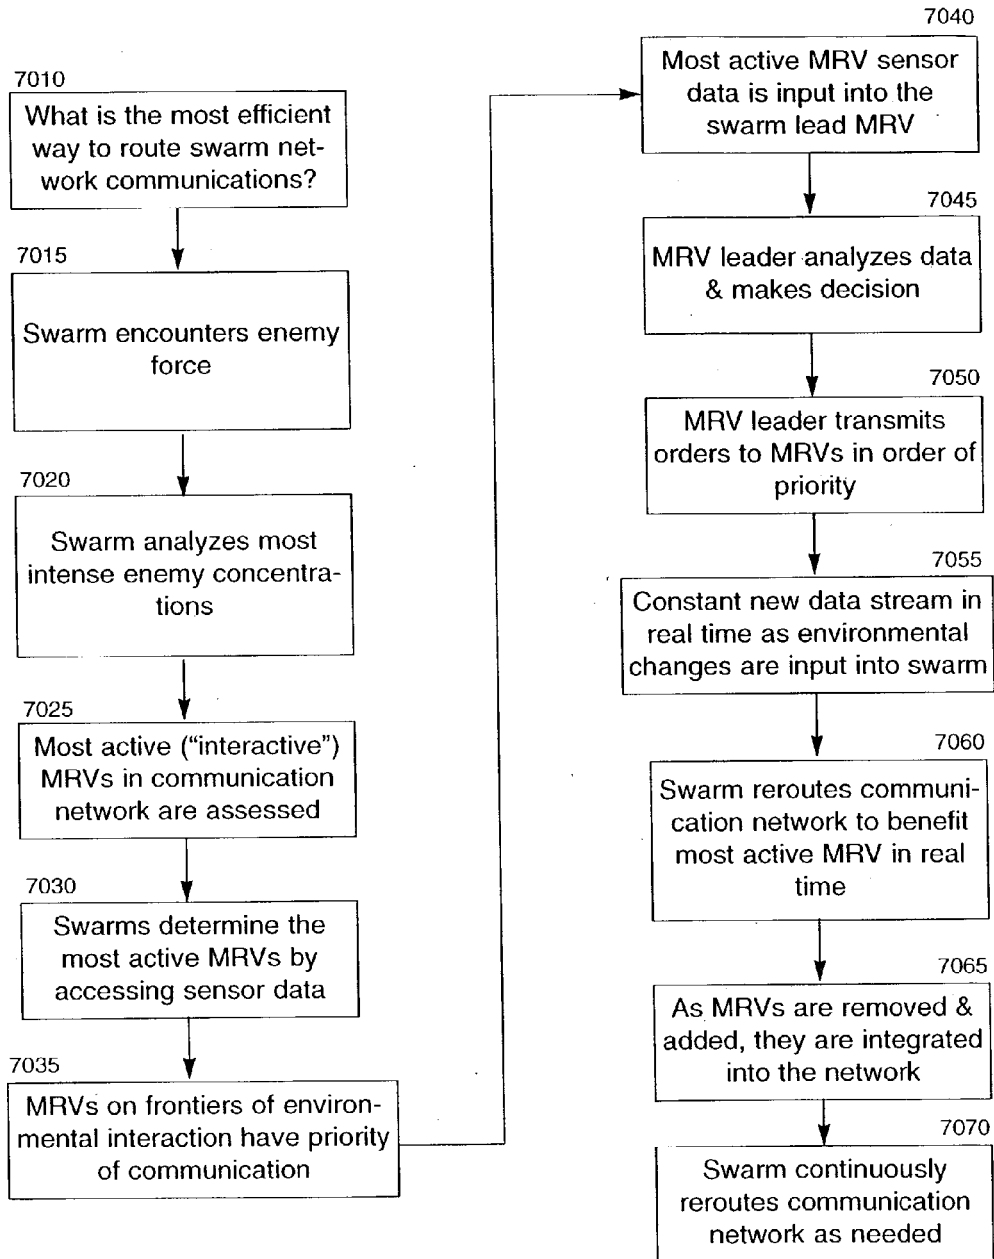 7010
What is the most efficient
way to route swarm net-
work communications?
7015
Swarm encounters enemy
force
7020
Swarm analyzes most
intense enemy concentra-
tions
7025
Most active (“interactive”)
MRVs in communication
network are assessed
7030
Swarms determine the
most active MRVs by
accessing sensor data
7035
MRVs on frontiers of environ-
mental interaction have priority
of communication
7040
Most active MRV sensor
data is input into the
swarm lead MRV
7045
MRV leader analyzes data
& makes decision
7050
MRV leader transmits
orders to MRVs in order of
priority
7055
Constant new data stream in
real time as environmental
changes are input into swarm
7060
Swarm reroutes communi-
cation network to benefit
most active MRV in real
time
7065
As MRVs are removed &
added, they are integrated
into the network
7070
Swarm continuously
reroutes communication
network as needed